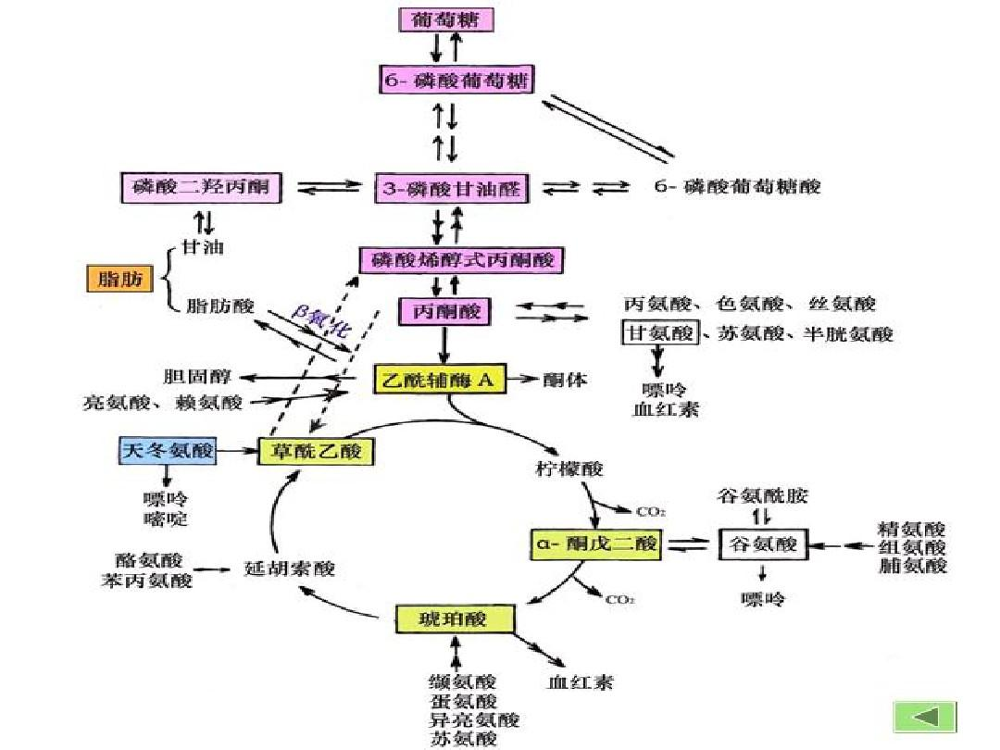 葡萄糖
6-磷酸葡萄糖
磷酸二羟丙酮
3-磷酸甘油醛
6-磷酸葡萄糖酸
甘油
磷酸烯醇式丙酮酸
脂肪
脂肪酸
β氧化
丙酮酸
丙氨酸、色氨酸、丝氨酸
甘氨酸、苏氨酸、半胱氨酸
嘌呤
血红素
胆固醇
乙酰辅酶A
酮体
亮氨酸、赖氨酸
天冬氨酸
草酰乙酸
柠檬酸
嘌呤
嘧啶
CO₂
谷氨酰胺
α-酮戊二酸
谷氨酸
精氨酸
组氨酸
脯氨酸
酪氨酸
苯丙氨酸
延胡索酸
CO₂
嘌呤
琥珀酸
缬氨酸
蛋氨酸
异亮氨酸
苏氨酸
血红素